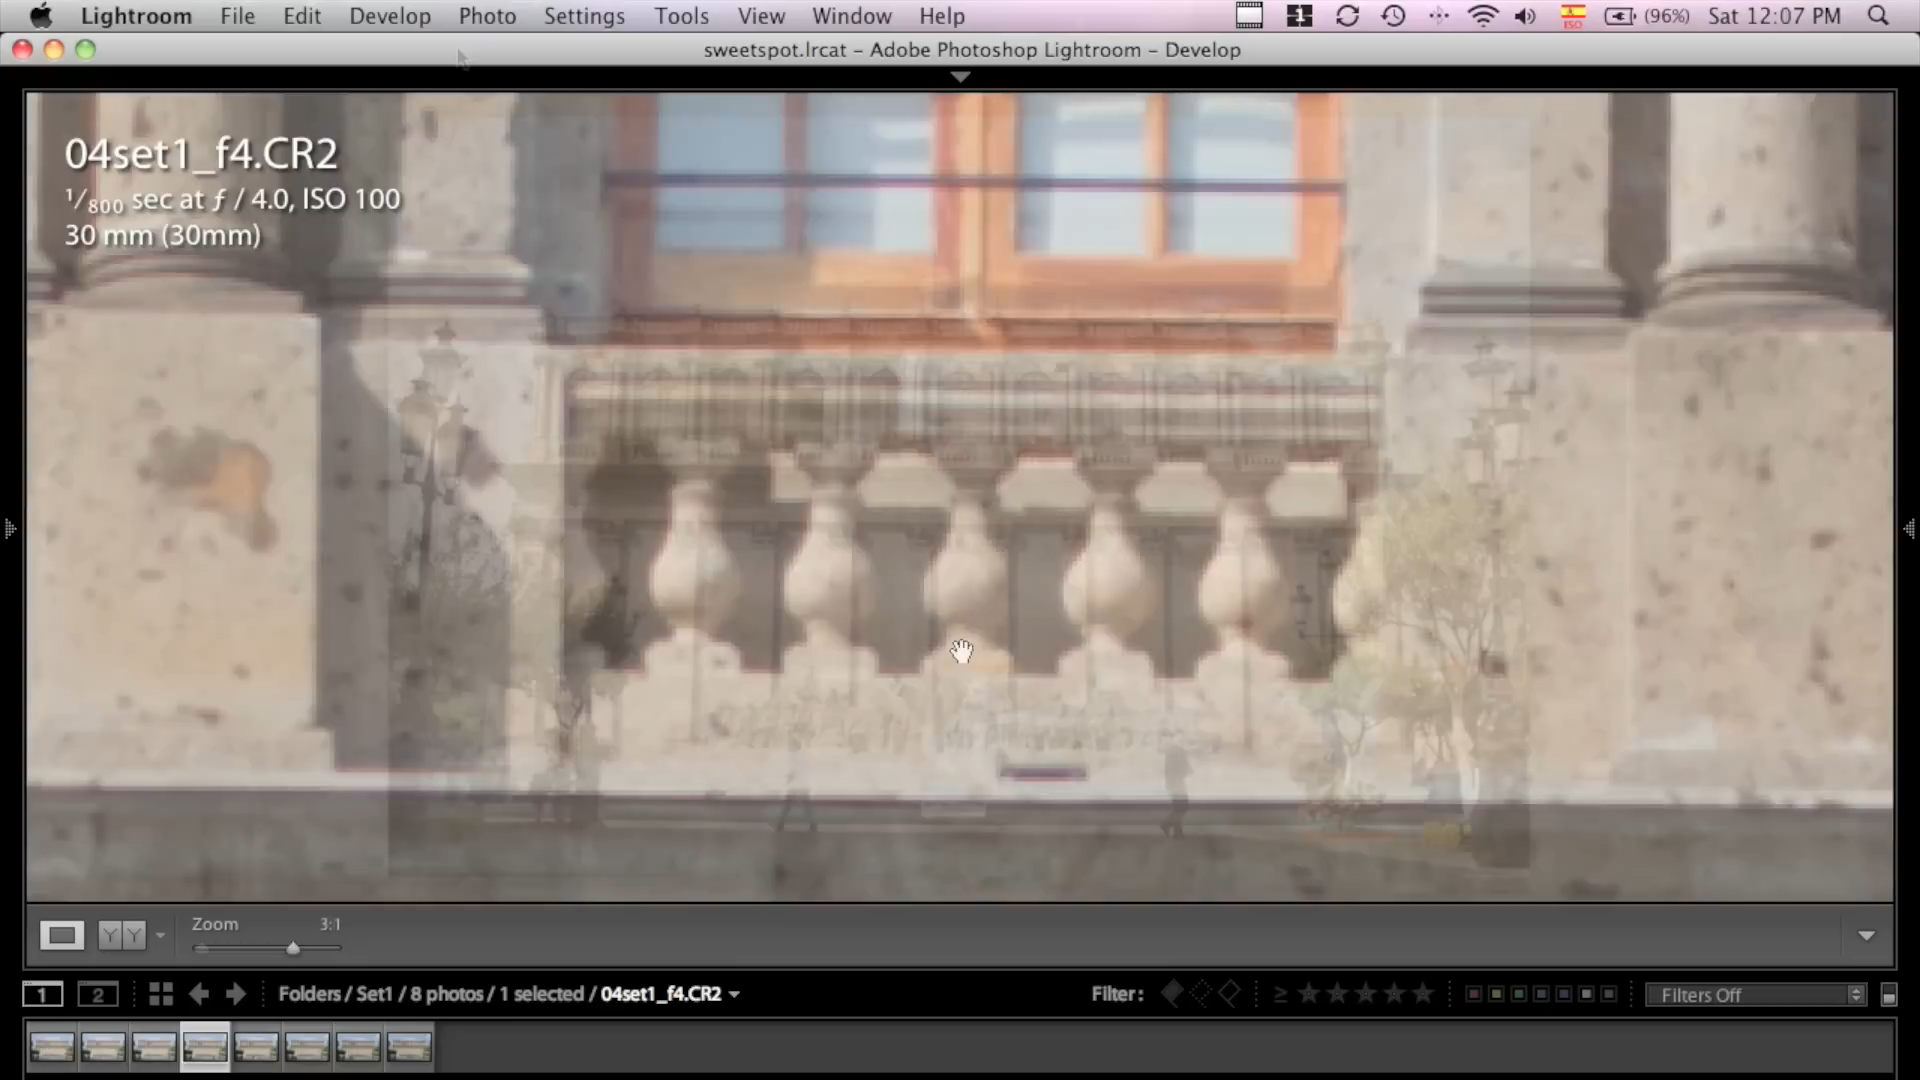 Lightroom File Edit Develop Photo Settings Tools View Window Help 1 ISO (96%) Sat 12:07 PM
sweetspot.lrcat – Adobe Photoshop Lightroom – Develop
04set1_f4.CR2
1/800 sec at ƒ / 4.0, ISO 100
30 mm (30mm)
Y Y Zoom 3:1
1 2 Folders / Set1 / 8 photos / 1 selected / 04set1_f4.CR2 Filter: ≥ Filters Off